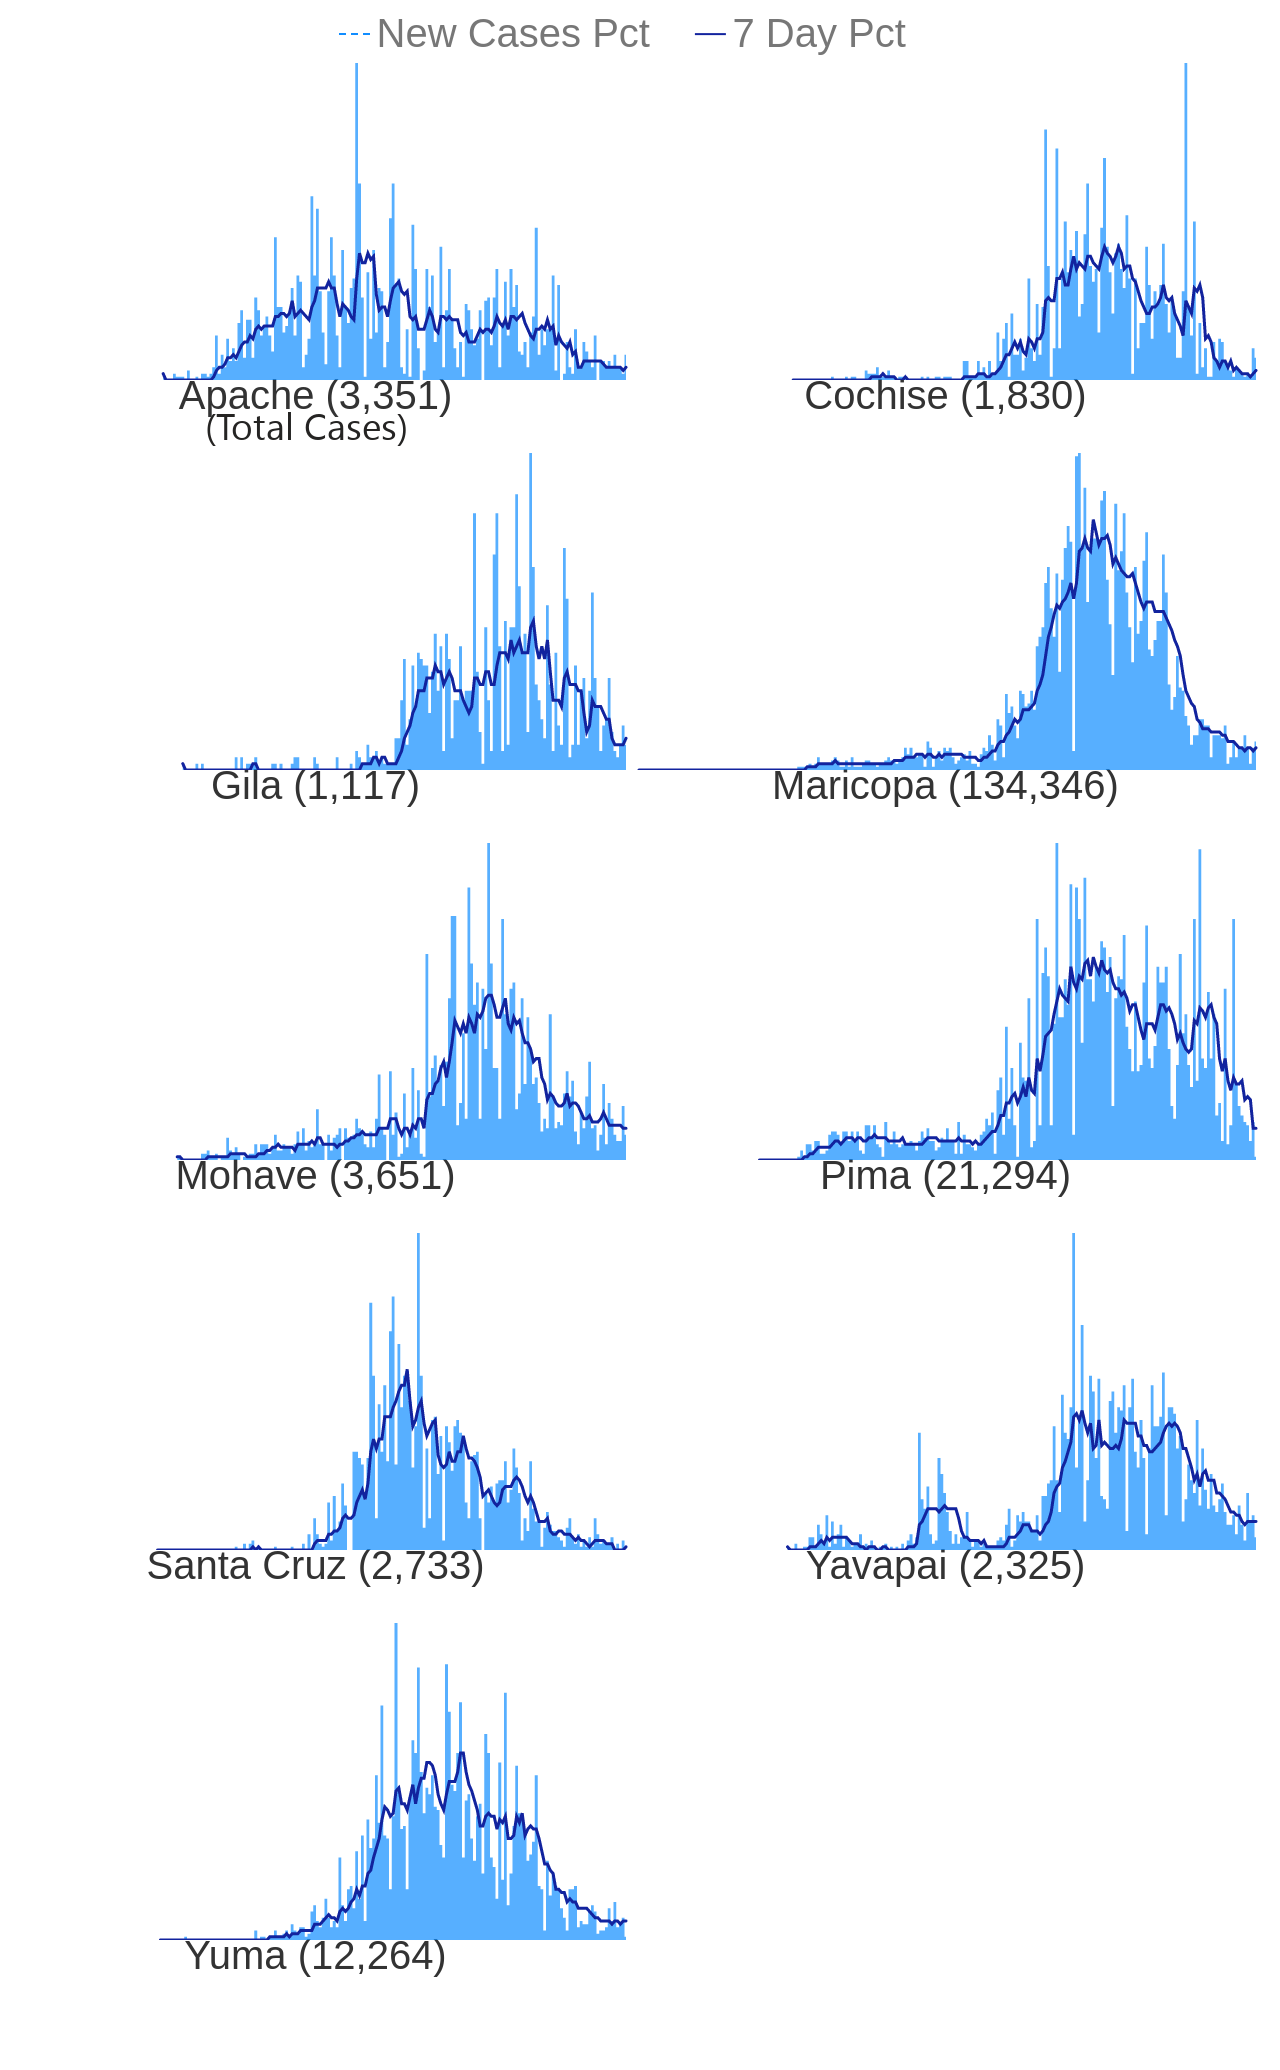 New Cases Pct 7 Day Pct
Apache (3,351) Cochise (1,830)
(Total Cases)
Gila (1,117) Maricopa (134,346)
Mohave (3,651) Pima (21,294)
Santa Cruz (2,733) Yavapai (2,325)
Yuma (12,264)